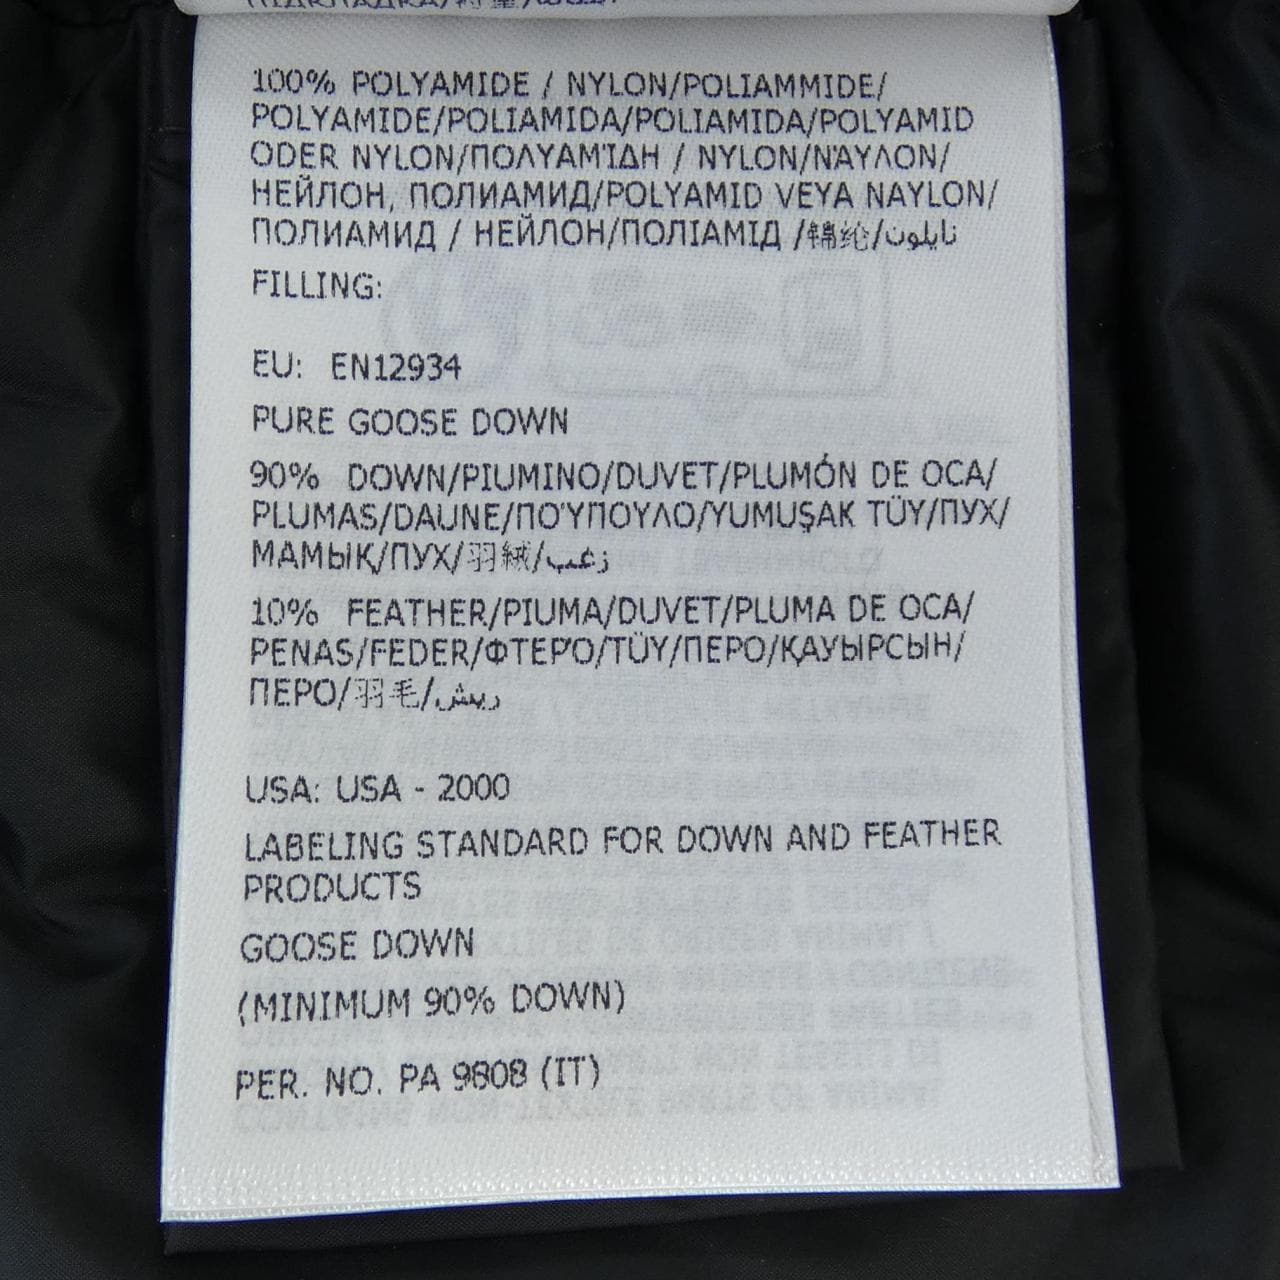 100% POLYAMIDE / NYLON/POLIAMMIDE/
POLYAMIDE/POLIAMIDA/POLIAMIDA/POLYAMID
ODER NYLON/ΠΟΛΥΑΜΊΔΗ / NYLON/ΝΆΥΛΟΝ/
НЕЙЛОН, ПОЛИАМИД/POLYAMID VEYA NAYLON/
ПОЛИАМИД / НЕЙЛОН/ПОЛІАМІД /锦纶/نايلون
FILLING:
EU: EN12934
PURE GOOSE DOWN
90% DOWN/PIUMINO/DUVET/PLUMÓN DE OCA/
PLUMAS/DAUNE/ΠΟΎΠΟΥΛΟ/YUMUŞAK TÜY/ПУХ/
МАМЫҚ/ПУХ/羽絨/زغب
10% FEATHER/PIUMA/DUVET/PLUMA DE OCA/
PENAS/FEDER/ΦΤΕΡΌ/TÜY/ПЕРО/ҚАУЫРСЫН/
ПЕРО/羽毛/ريش
USA: USA - 2000
LABELING STANDARD FOR DOWN AND FEATHER
PRODUCTS
GOOSE DOWN
(MINIMUM 90% DOWN)
PER. NO. PA 9808 (IT)